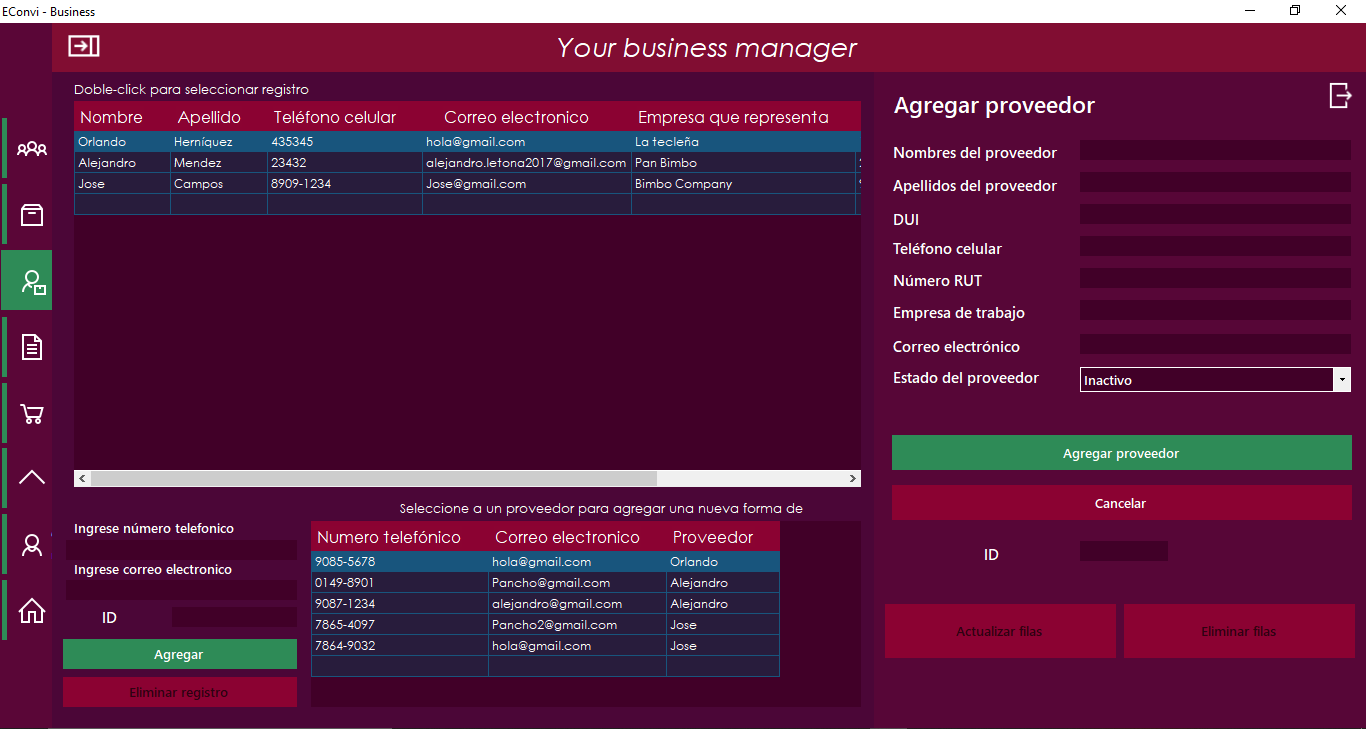 EConvi - Business
Your business manager
Doble-click para seleccionar registro
Nombre Apellido Teléfono celular Correo electronico Empresa que representa
Orlando Herníquez 435345 hola@gmail.com La tecleña
Alejandro Mendez 23432 alejandro.letona2017@gmail.com Pan Bimbo
Jose Campos 8909-1234 Jose@gmail.com Bimbo Company
Seleccione a un proveedor para agregar una nueva forma de
Ingrese número telefonico
Ingrese correo electronico
ID
Agregar
Eliminar registro
Numero telefónico Correo electronico Proveedor
9085-5678 hola@gmail.com Orlando
0149-8901 Pancho@gmail.com Alejandro
9087-1234 alejandro@gmail.com Alejandro
7865-4097 Pancho2@gmail.com Jose
7864-9032 hola@gmail.com Jose
Agregar proveedor
Nombres del proveedor
Apellidos del proveedor
DUI
Teléfono celular
Número RUT
Empresa de trabajo
Correo electrónico
Estado del proveedor Inactivo
Agregar proveedor
Cancelar
ID
Actualizar filas Eliminar filas